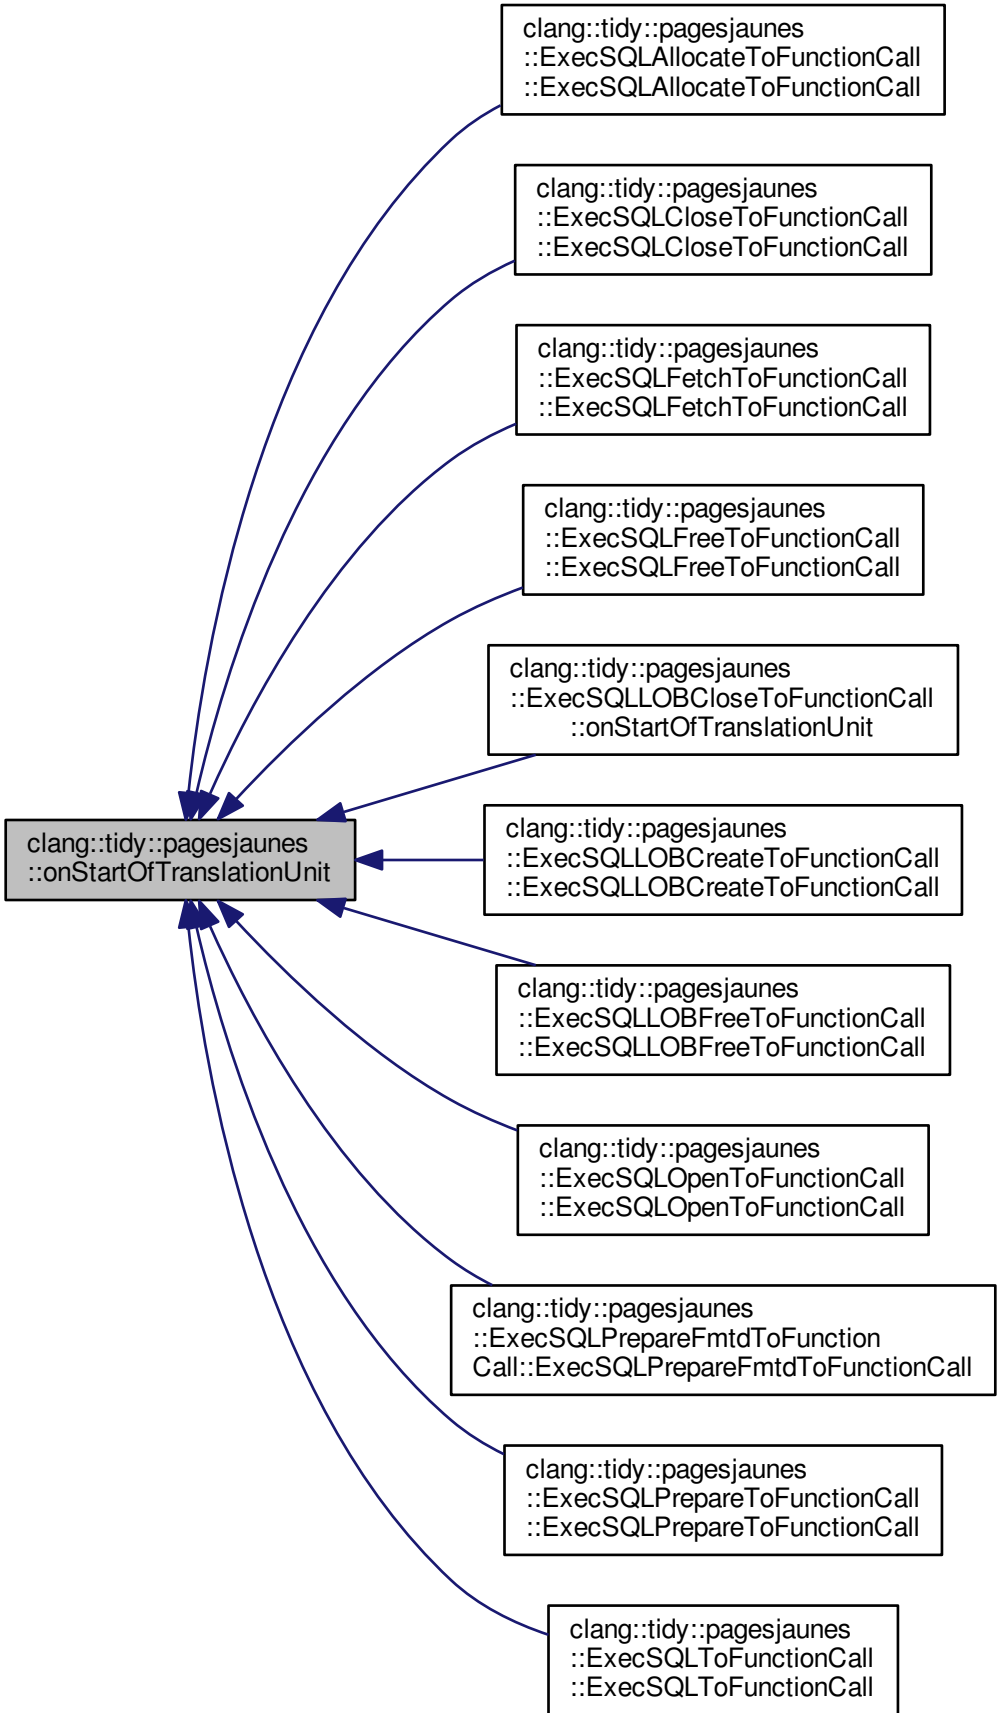 clang::tidy::pagesjaunes
::ExecSQLAllocateToFunctionCall
::ExecSQLAllocateToFunctionCall
clang::tidy::pagesjaunes
::ExecSQLCloseToFunctionCall
::ExecSQLCloseToFunctionCall
clang::tidy::pagesjaunes
::ExecSQLFetchToFunctionCall
::ExecSQLFetchToFunctionCall
clang::tidy::pagesjaunes
::ExecSQLFreeToFunctionCall
::ExecSQLFreeToFunctionCall
clang::tidy::pagesjaunes
::ExecSQLLOBCloseToFunctionCall
::onStartOfTranslationUnit
clang::tidy::pagesjaunes
::onStartOfTranslationUnit
clang::tidy::pagesjaunes
::ExecSQLLOBCreateToFunctionCall
::ExecSQLLOBCreateToFunctionCall
clang::tidy::pagesjaunes
::ExecSQLLOBFreeToFunctionCall
::ExecSQLLOBFreeToFunctionCall
clang::tidy::pagesjaunes
::ExecSQLOpenToFunctionCall
::ExecSQLOpenToFunctionCall
clang::tidy::pagesjaunes
::ExecSQLPrepareFmtdToFunction
Call::ExecSQLPrepareFmtdToFunctionCall
clang::tidy::pagesjaunes
::ExecSQLPrepareToFunctionCall
::ExecSQLPrepareToFunctionCall
clang::tidy::pagesjaunes
::ExecSQLToFunctionCall
::ExecSQLToFunctionCall